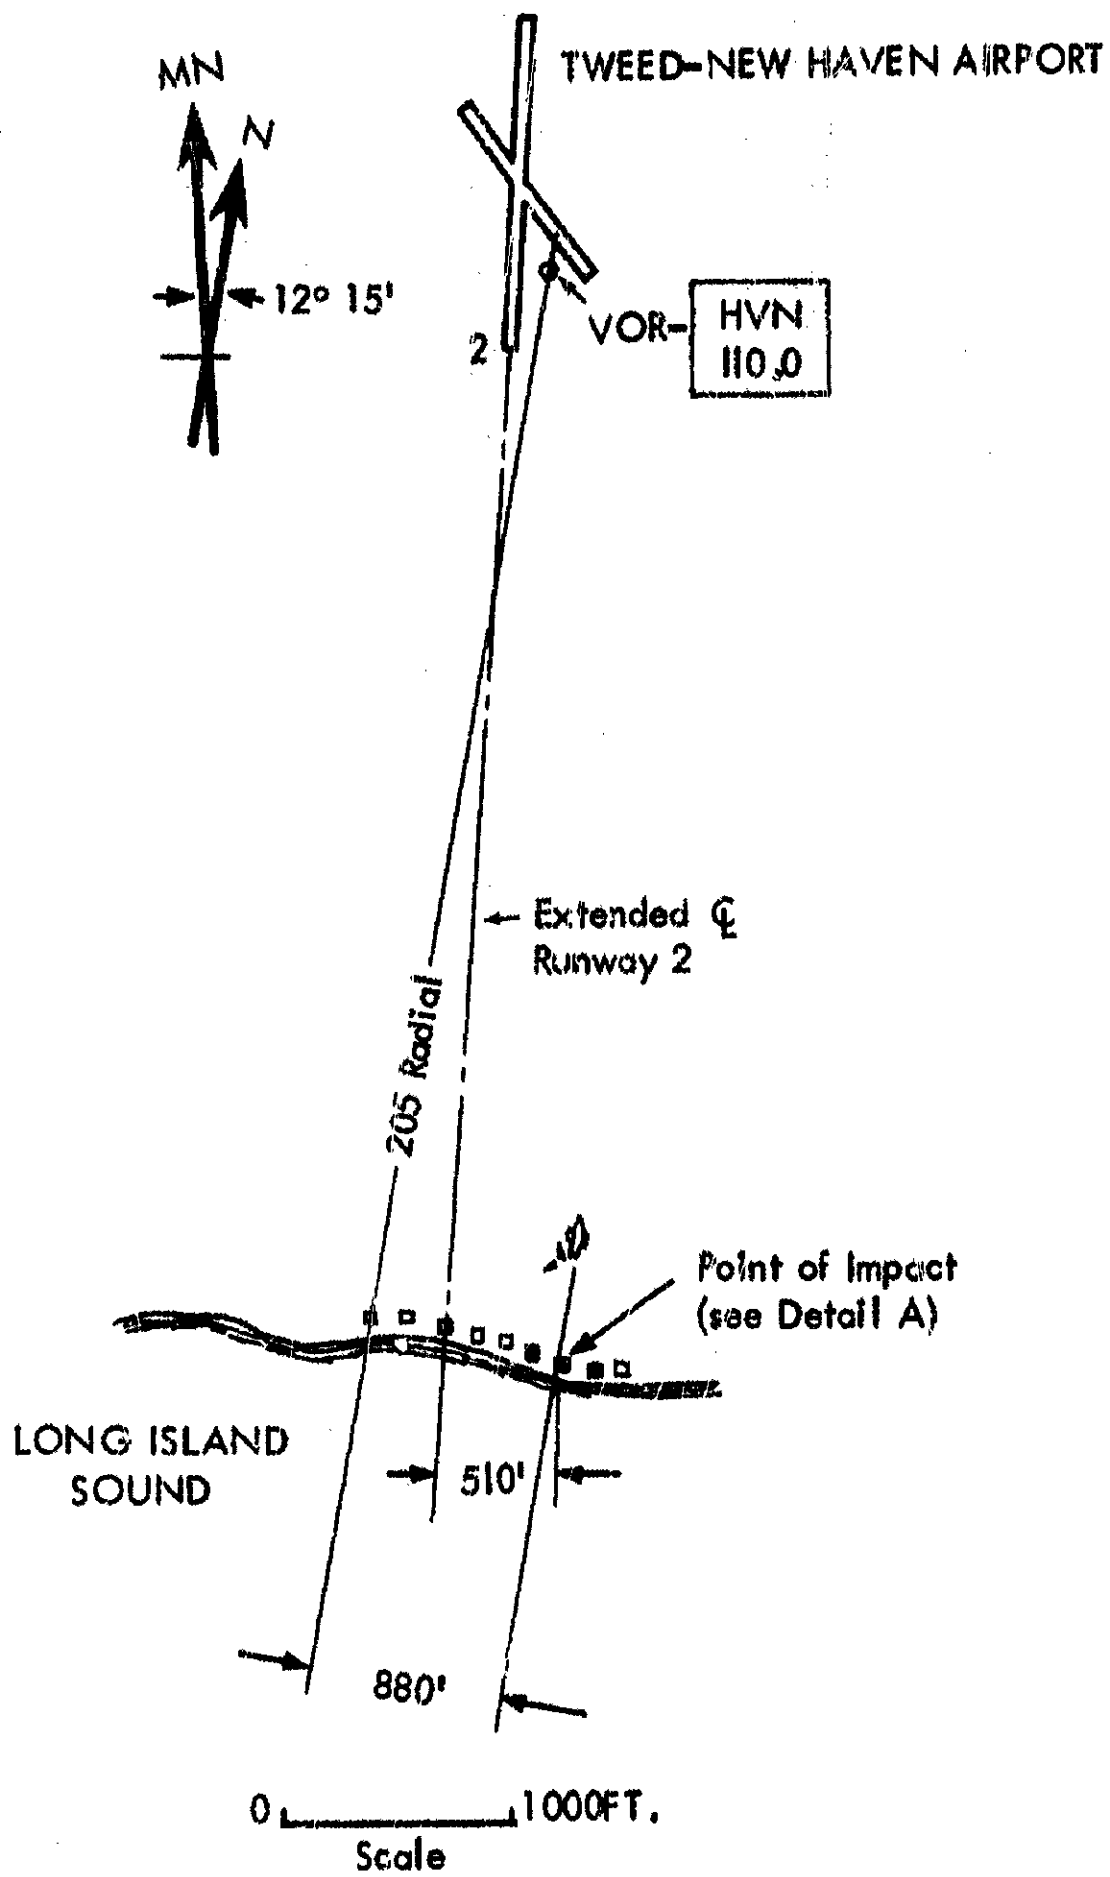 TWEED-NEW HAVEN AIRPORT
MN
N
12° 15'
2
VOR-
HVN
110.0
Extended ℄
Runway 2
205 Radial
Point of Impact
(see Detail A)
LONG ISLAND
SOUND
510'
880'
0 1000FT.
Scale